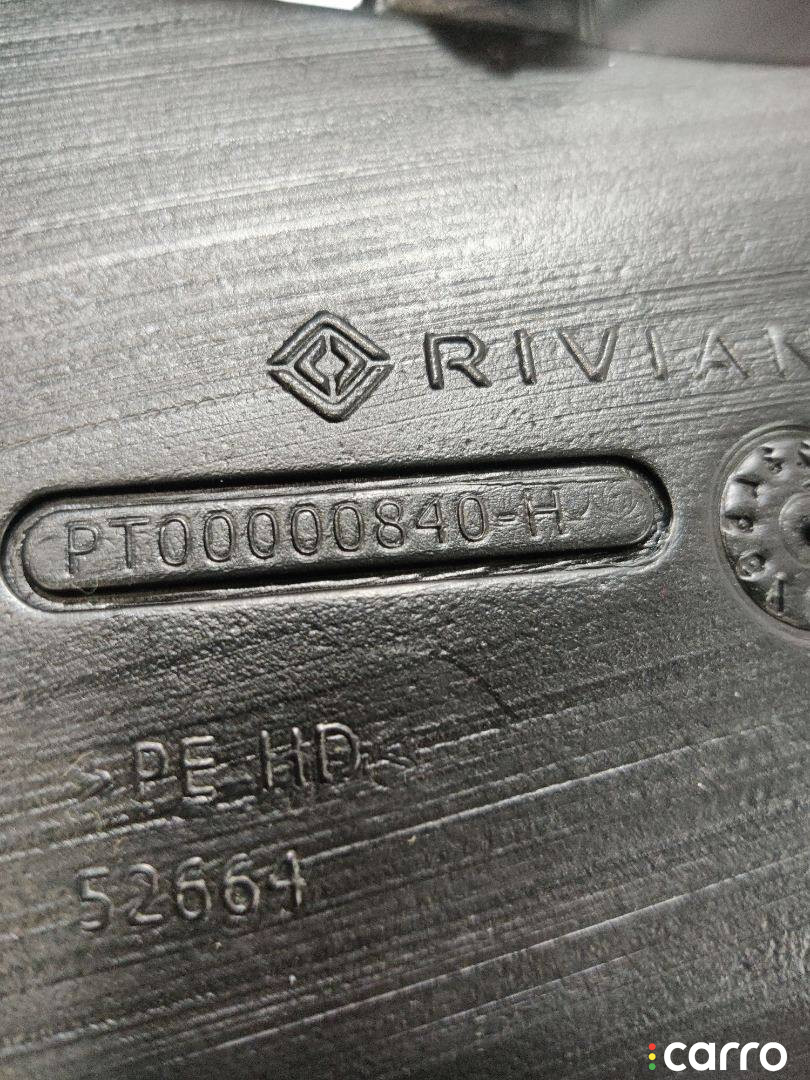 RIVIAN
PT00000840-H
>PE HD<
52664
carro